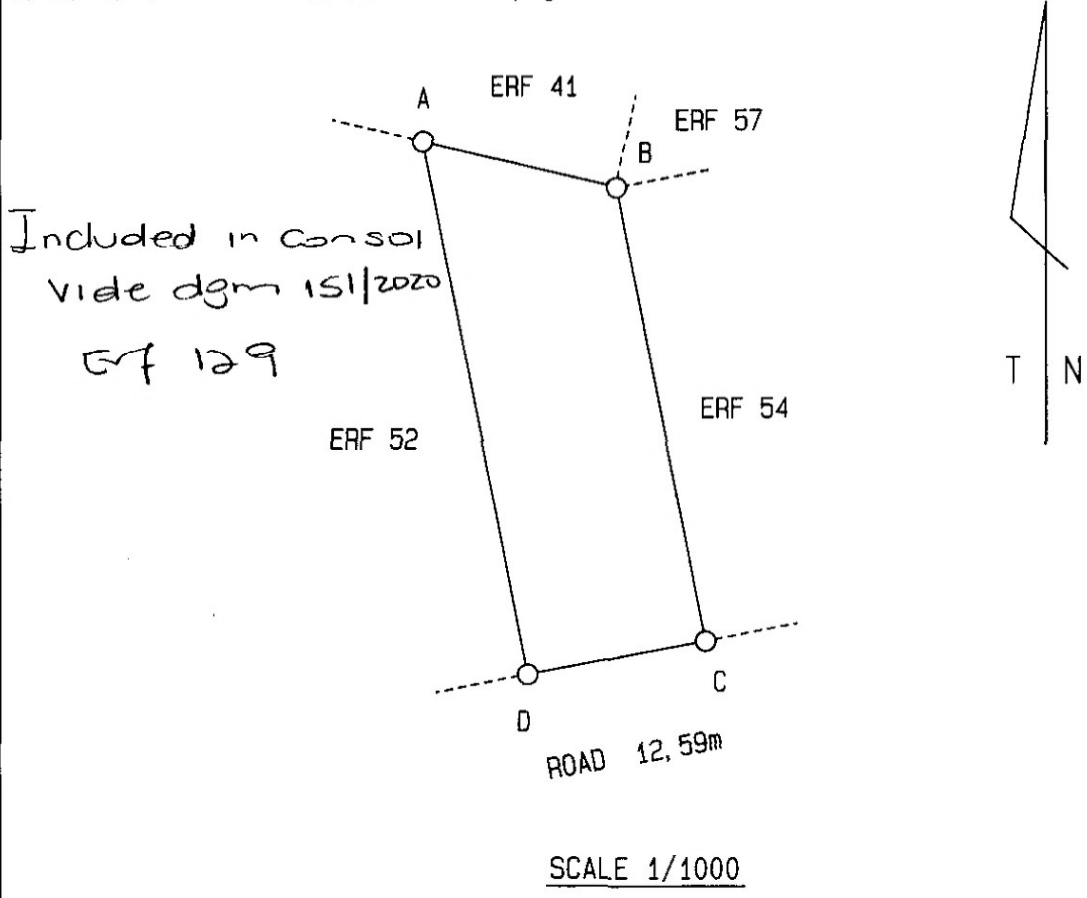 A
ERF 41
ERF 57
B
Included in Consol
vide dgm 151/2020
Erf 129
T N
ERF 54
ERF 52
C
D
ROAD 12,59m
SCALE 1/1000